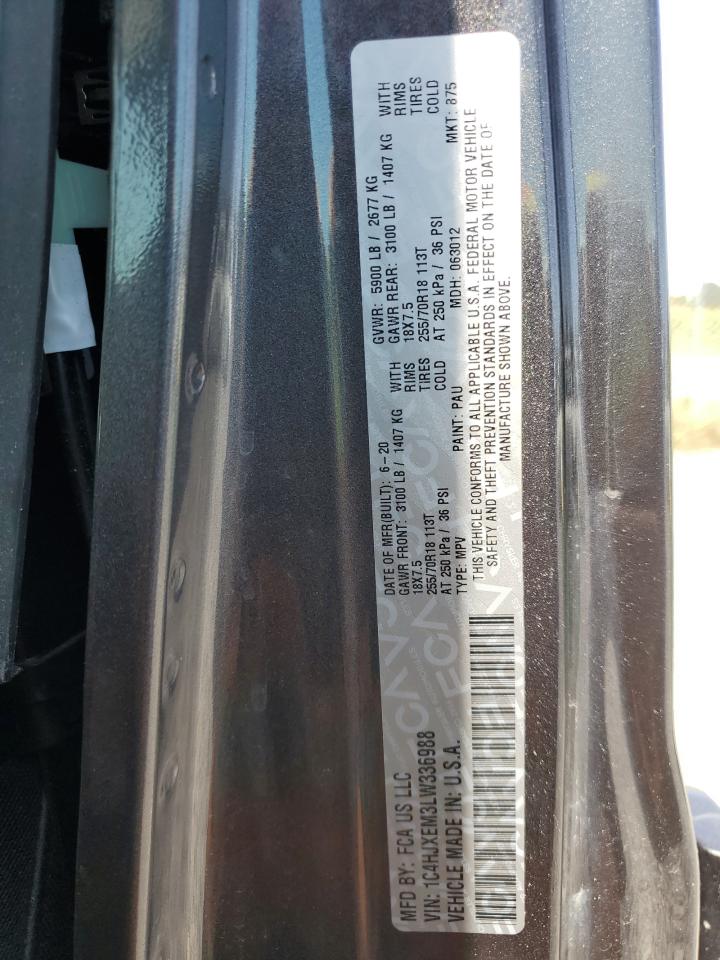 MFD BY: FCA US LLC
DATE OF MFR(BUILT): 6-20
GVWR: 5900 LB / 2677 KG
VIN: 1C4HJXEM3LW336988
GAWR FRONT: 3100 LB / 1407 KG WITH
GAWR REAR: 3100 LB / 1407 KG WITH
18X7.5 RIMS
18X7.5 RIMS
VEHICLE MADE IN: U.S.A.
255/70R18 113T TIRES
255/70R18 113T TIRES
AT 250 kPa / 36 PSI COLD
AT 250 kPa / 36 PSI COLD
TYPE: MPV PAINT: PAU MDH: 063012 MKT: 875
THIS VEHICLE CONFORMS TO ALL APPLICABLE U.S.A. FEDERAL MOTOR VEHICLE
SAFETY AND THEFT PREVENTION STANDARDS IN EFFECT ON THE DATE OF
MANUFACTURE SHOWN ABOVE.